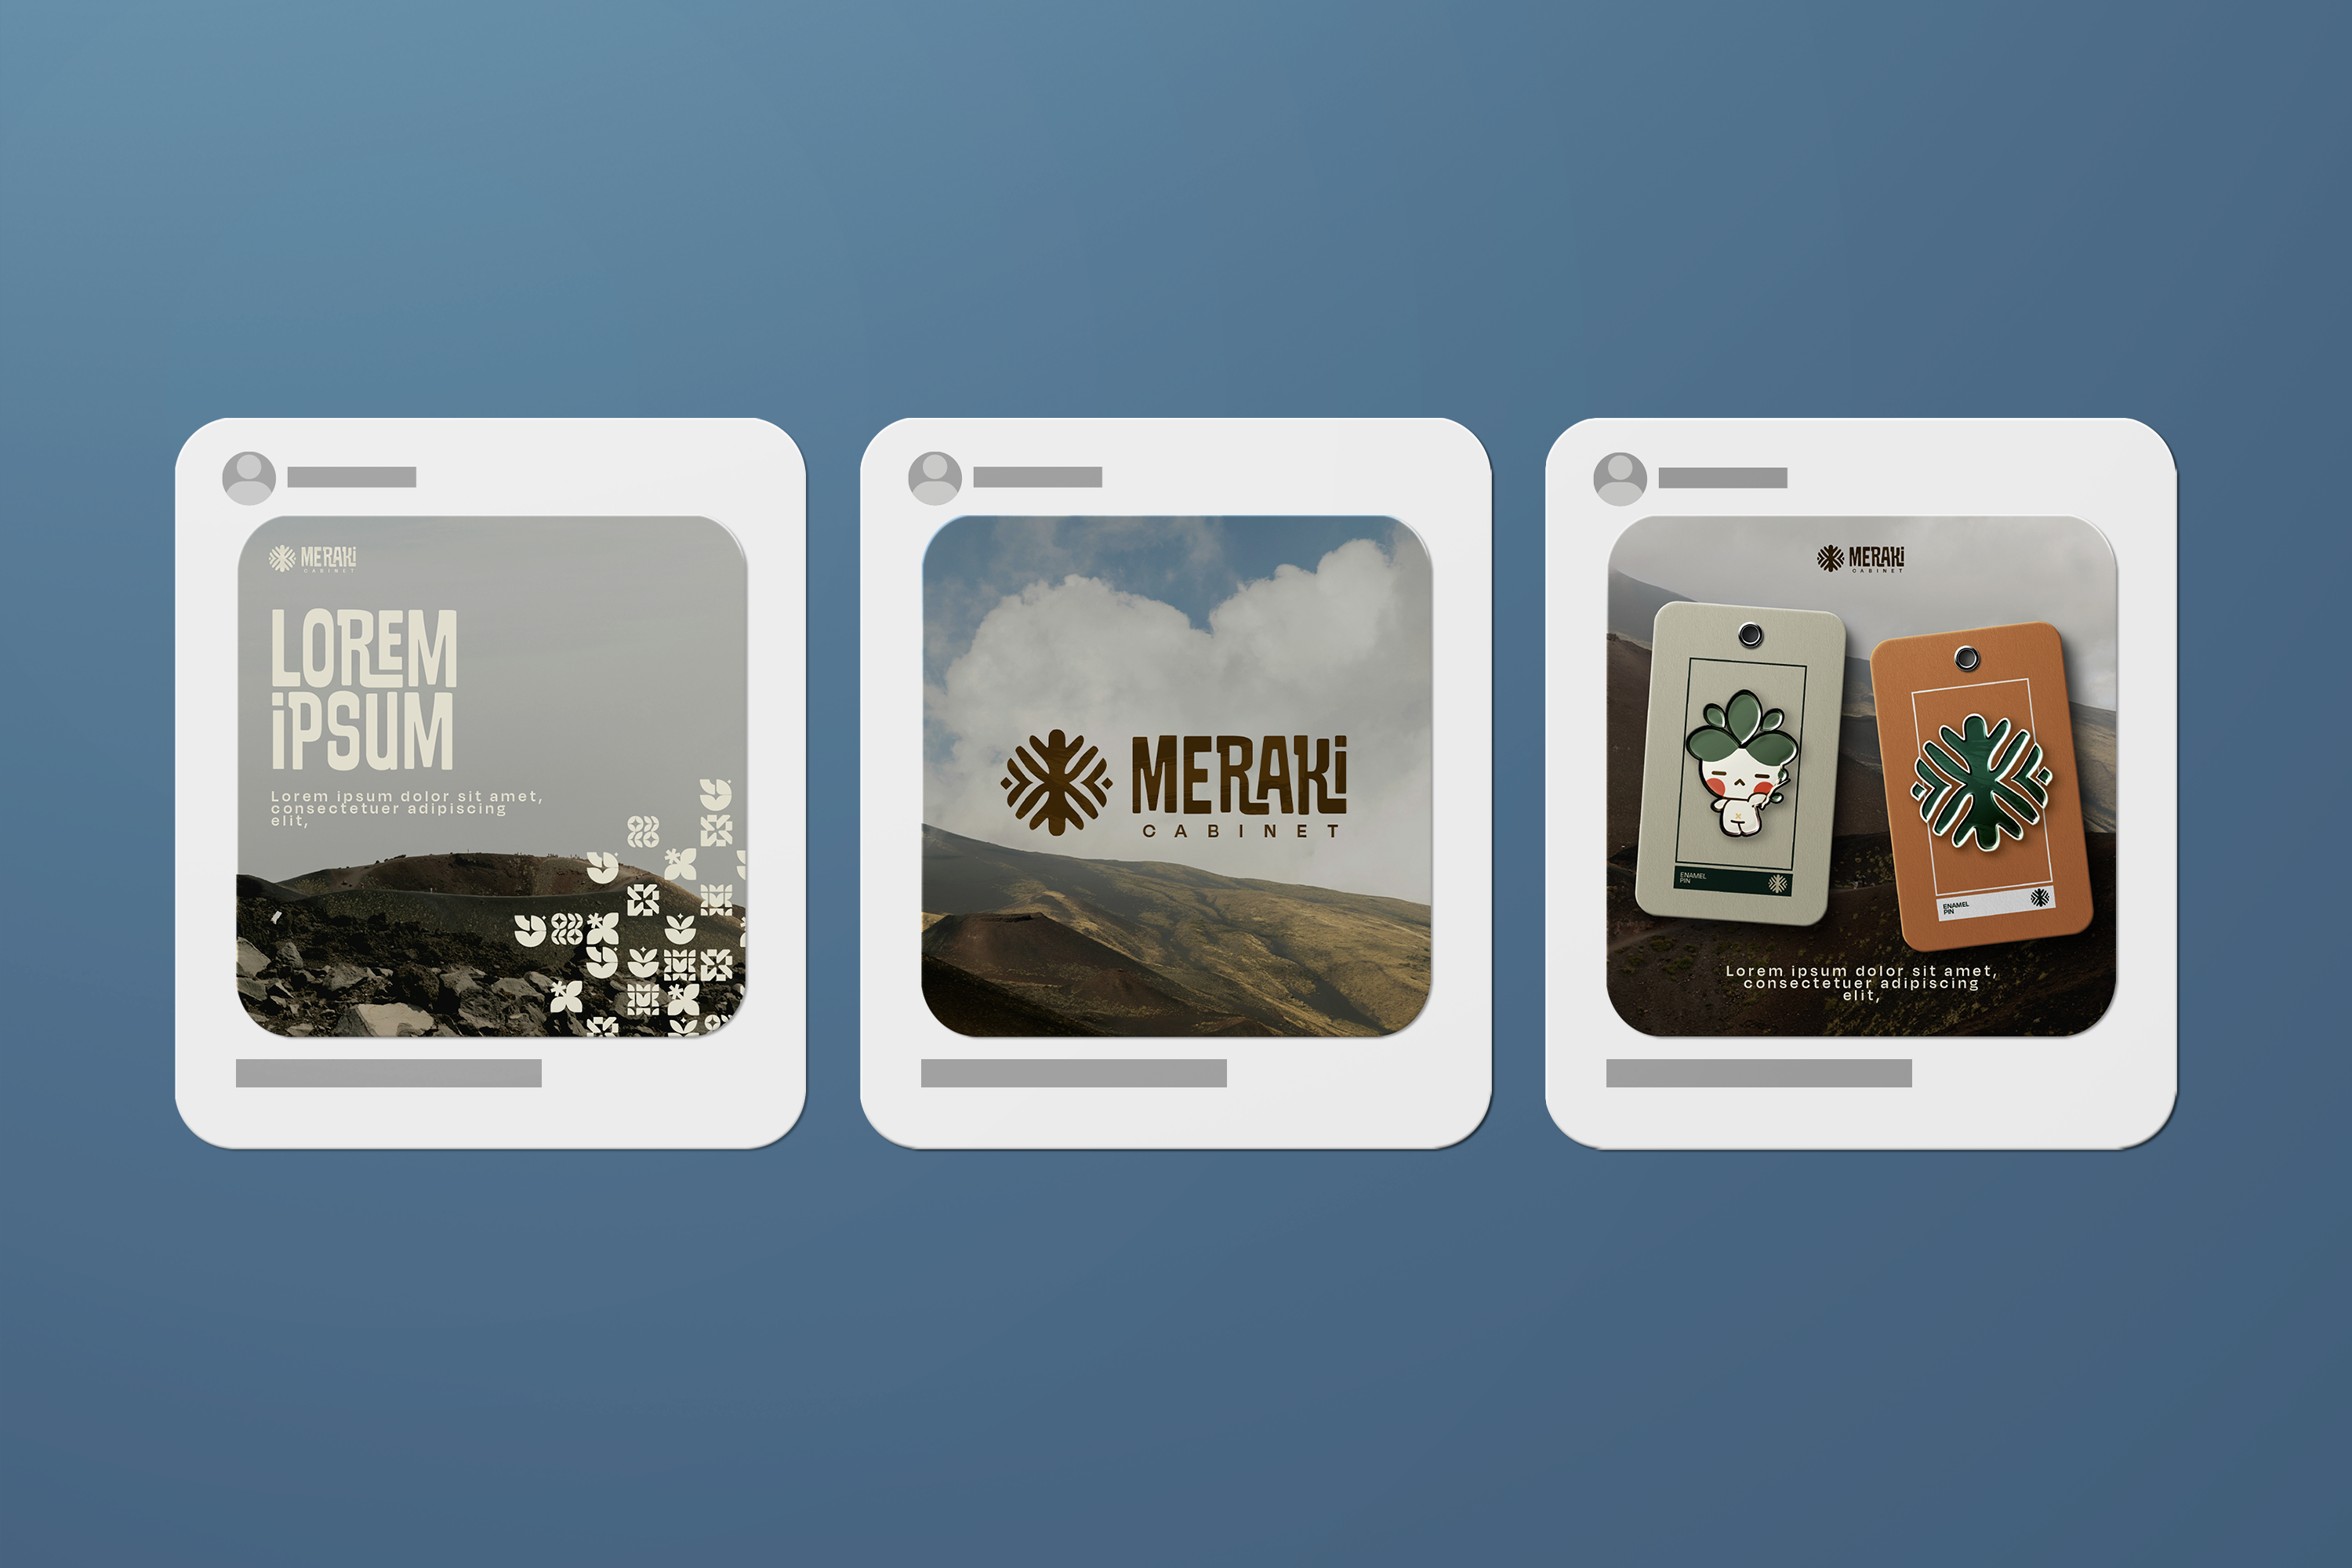 MERAKi
CABINET
LOREM
iPSUM
Lorem ipsum dolor sit amet,
consectetuer adipiscing
elit,
MERAKi
CABINET
MERAKi
CABINET
ENAMEL
PIN
ENAMEL
PIN
Lorem ipsum dolor sit amet,
consectetuer adipiscing
elit,